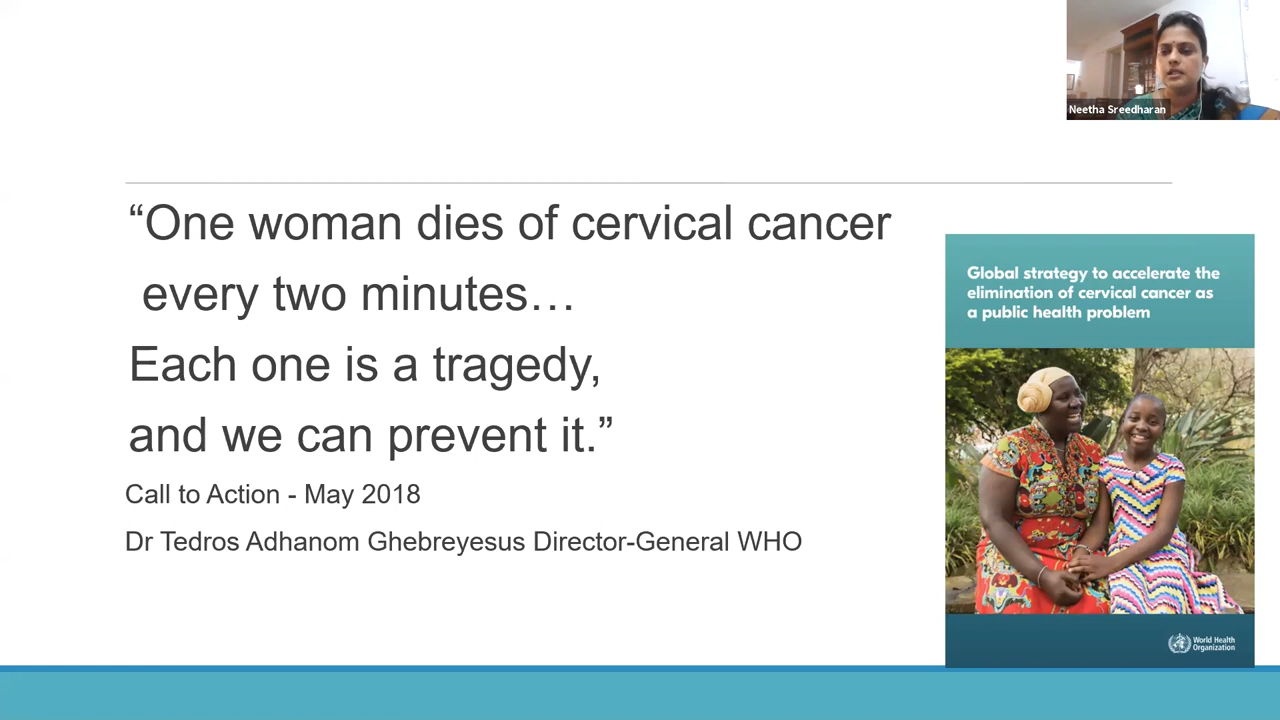 Neetha Sreedharan
“One woman dies of cervical cancer
every two minutes…
Each one is a tragedy,
and we can prevent it.”
Call to Action - May 2018
Dr Tedros Adhanom Ghebreyesus Director-General WHO
Global strategy to accelerate the
elimination of cervical cancer as
a public health problem
World Health
Organization